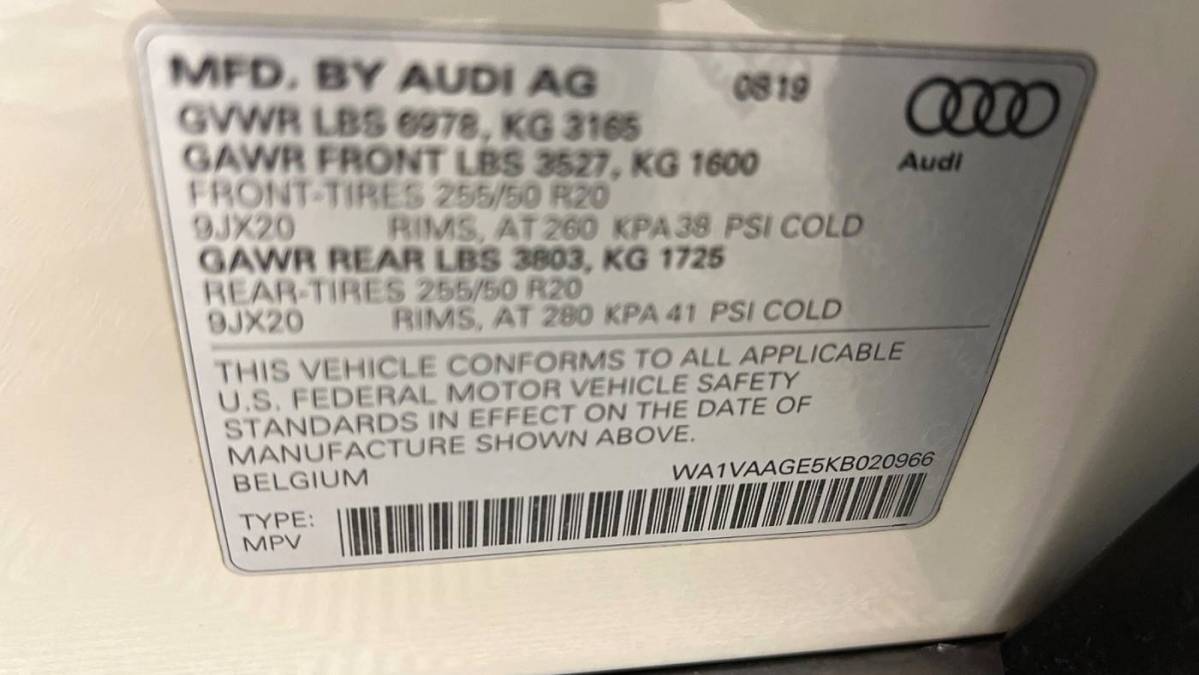 MFD. BY AUDI AG 0819
GVWR LBS 6978, KG 3165
GAWR FRONT LBS 3527, KG 1600
FRONT-TIRES 255/50 R20
9JX20 RIMS, AT 260 KPA 38 PSI COLD
GAWR REAR LBS 3803, KG 1725
REAR-TIRES 255/50 R20
9JX20 RIMS, AT 280 KPA 41 PSI COLD
Audi
THIS VEHICLE CONFORMS TO ALL APPLICABLE
U.S. FEDERAL MOTOR VEHICLE SAFETY
STANDARDS IN EFFECT ON THE DATE OF
MANUFACTURE SHOWN ABOVE.
BELGIUM
WA1VAAGE5KB020966
TYPE:
MPV